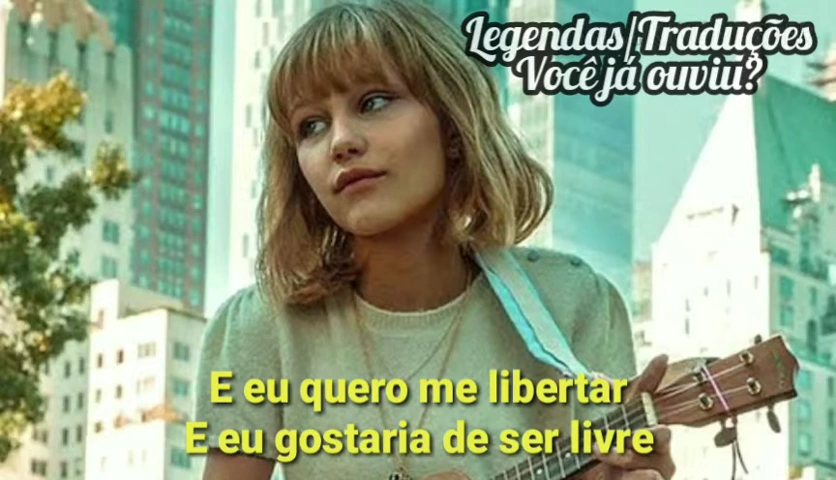 Legendas/Traduções
Você já ouviu?
E eu quero me libertar
E eu gostaria de ser livre